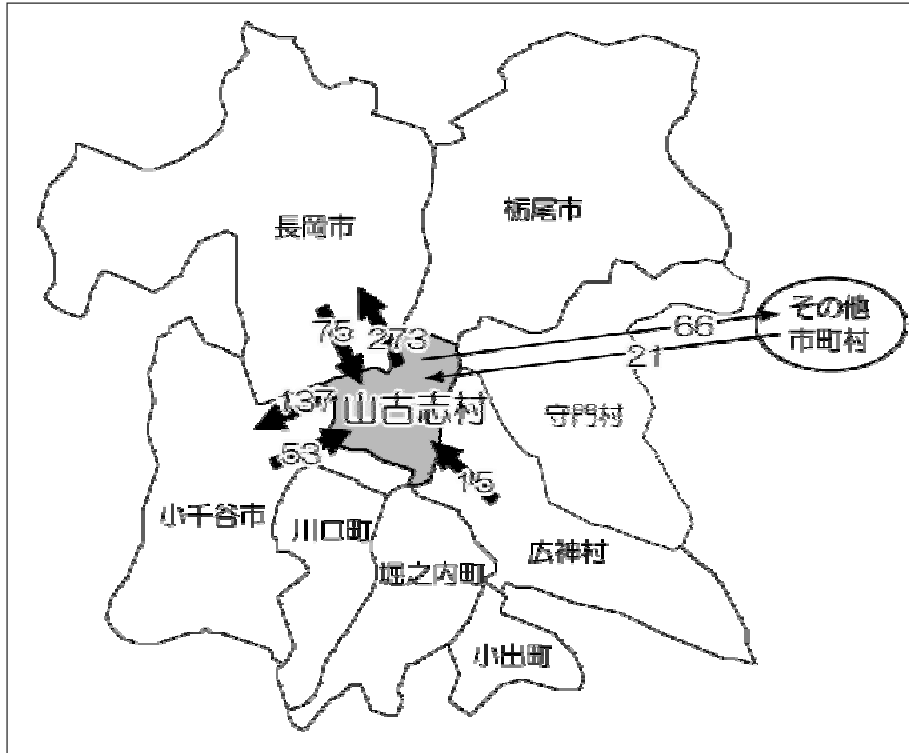 栃尾市
長岡市
その他
市町村
75
273
66
21
137
山古志村
守門村
53
15
小千谷市
川口町
広神村
堀之内町
小出町